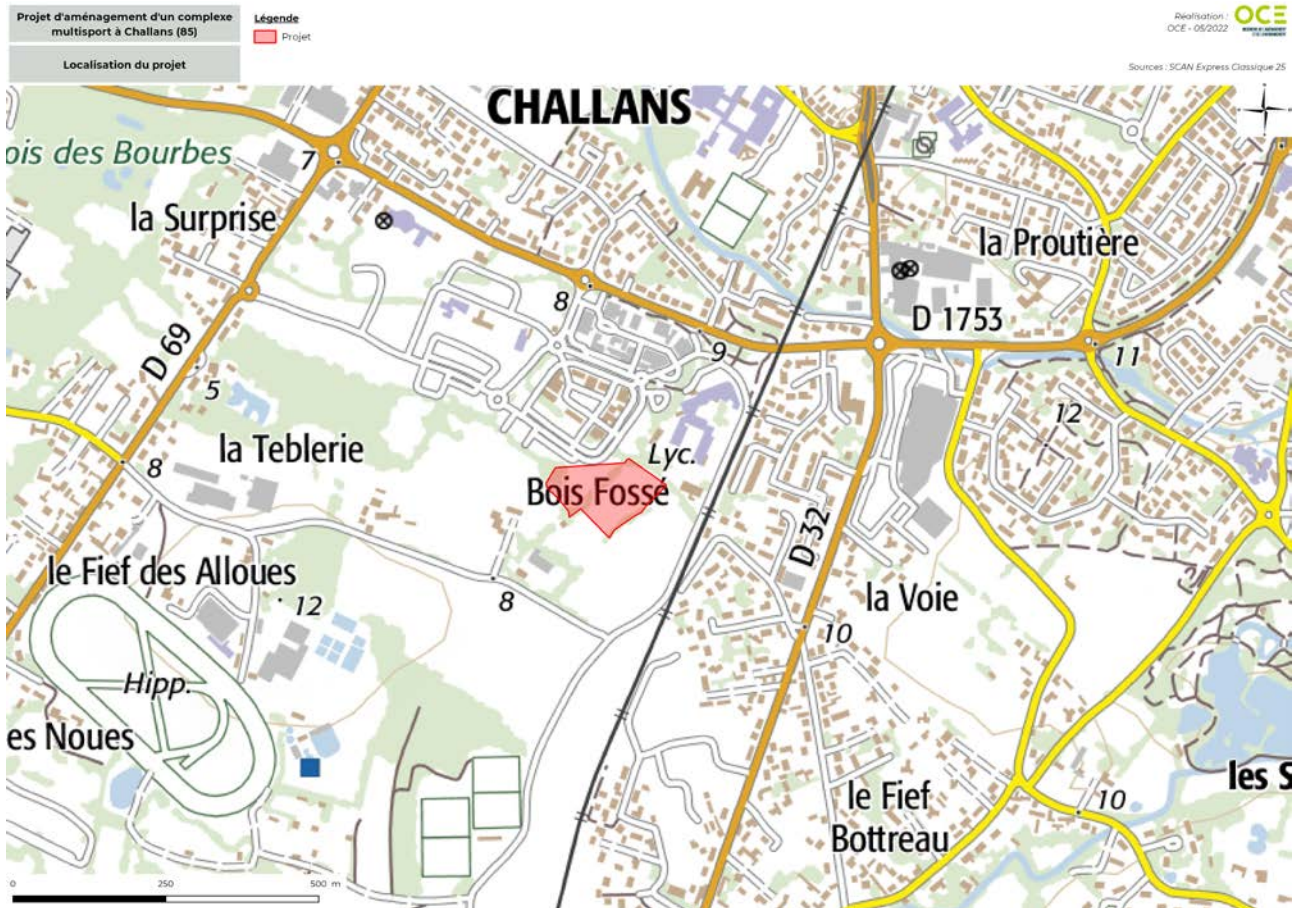 Projet d'aménagement d'un complexe
multisport à Challans (85)
Localisation du projet
Légende
Projet
Réalisation :
OCE - 05/2022
OCE
Sources : SCAN Express Classique 25
CHALLANS
ois des Bourbes
7
la Surprise
la Proutière
8
D 1753
9
11
D 69
5
12
la Teblerie
8
Lyc.
Bois Fossé
D 32
le Fief des Alloues
12
8
la Voie
10
Hipp.
es Noues
les S
le Fief
Bottreau
10
0 250 500 m